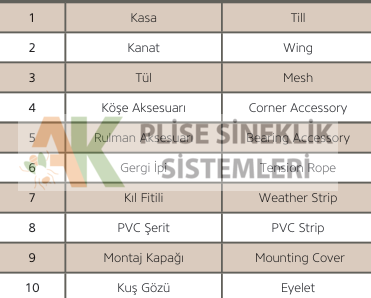 1 Kasa Till
2 Kanat Wing
3 Tül Mesh
4 Köşe Aksesuarı Corner Accessory
5 Rulman Aksesuarı Bearing Accessory
6 Gergi İpi Tension Rope
7 Kıl Fitili Weather Strip
8 PVC Şerit PVC Strip
9 Montaj Kapağı Mounting Cover
10 Kuş Gözü Eyelet
AK PLİSE SİNEKLİK
SİSTEMLERİ